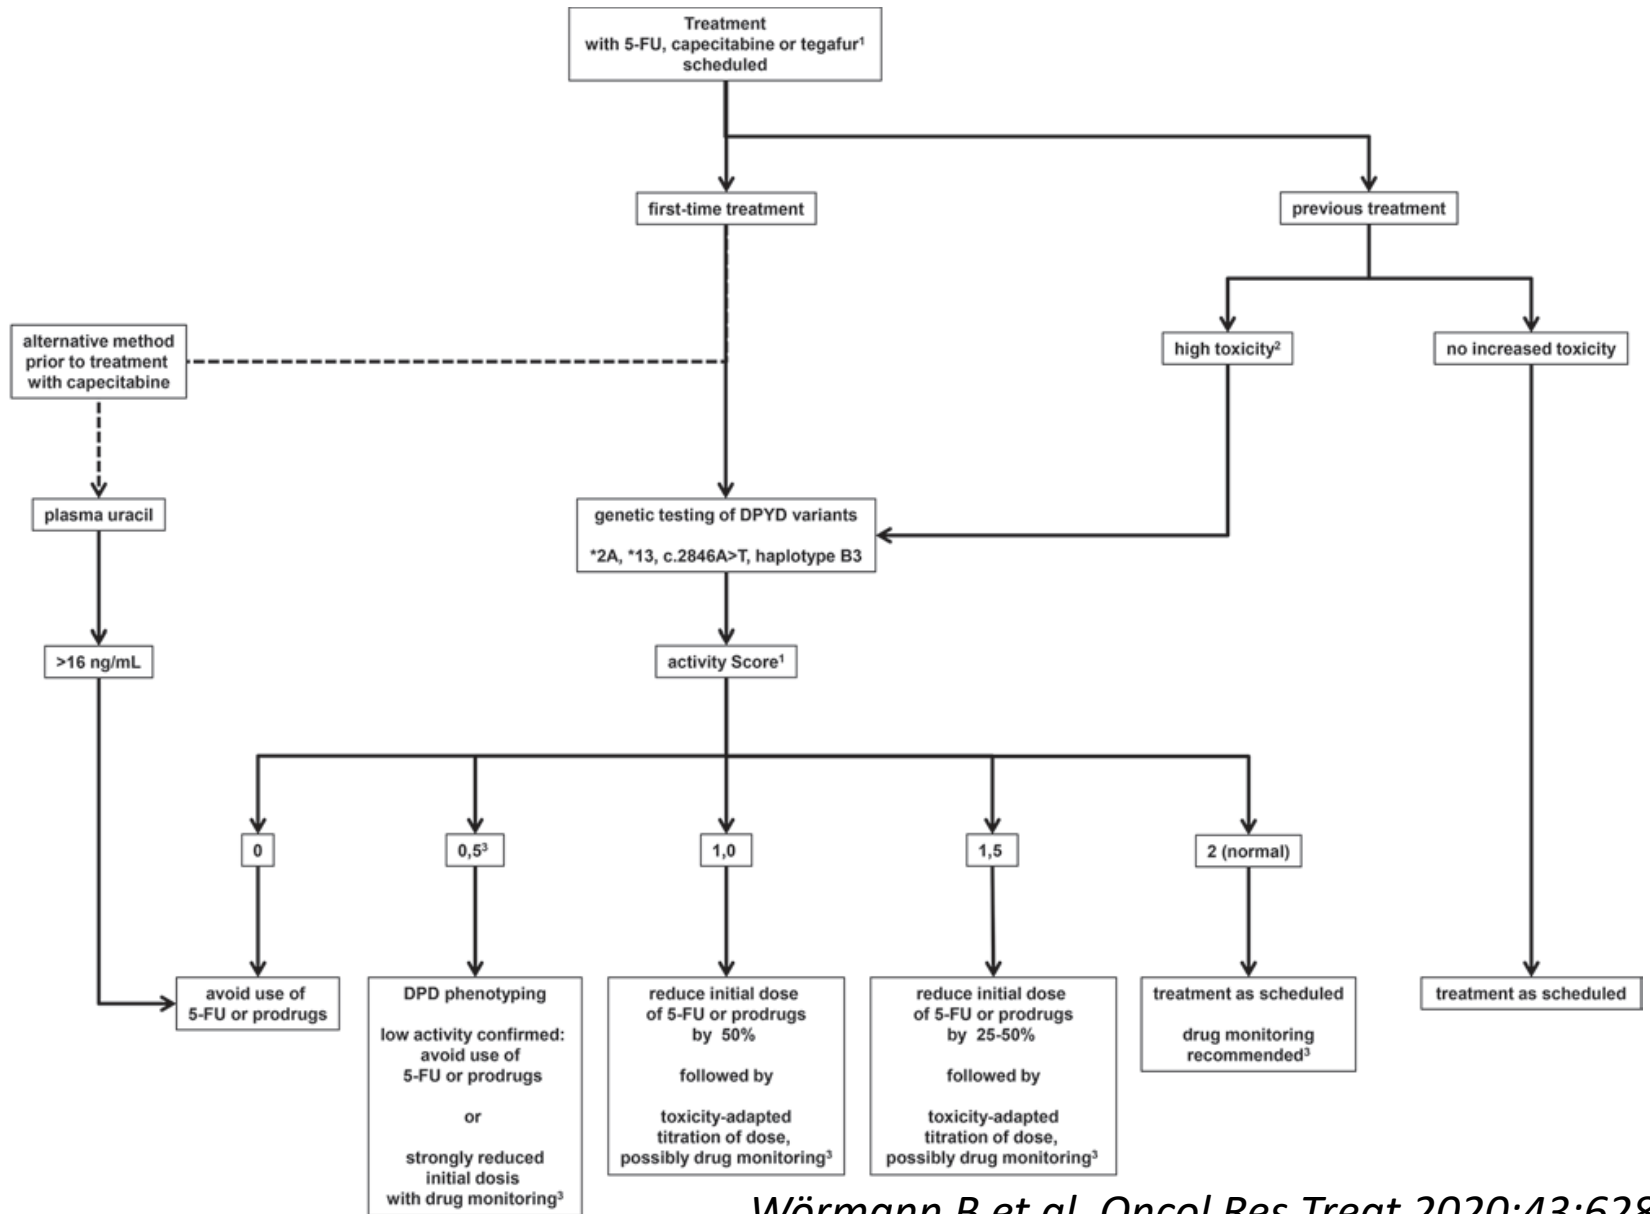 Treatment
with 5-FU, capecitabine or tegafur¹
scheduled
first-time treatment
previous treatment
alternative method
prior to treatment
with capecitabine
high toxicity²
no increased toxicity
plasma uracil
genetic testing of DPYD variants
*2A, *13, c.2846A>T, haplotype B3
>16 ng/mL
activity Score¹
0
0,5³
1,0
1,5
2 (normal)
avoid use of
5-FU or prodrugs
DPD phenotyping
low activity confirmed:
avoid use of
5-FU or prodrugs
or
strongly reduced
initial dosis
with drug monitoring³
reduce initial dose
of 5-FU or prodrugs
by 50%
followed by
toxicity-adapted
titration of dose,
possibly drug monitoring³
reduce initial dose
of 5-FU or prodrugs
by 25-50%
followed by
toxicity-adapted
titration of dose,
possibly drug monitoring³
treatment as scheduled
drug monitoring
recommended³
treatment as scheduled
Wörmann B et al. Oncol Res Treat 2020;43:628